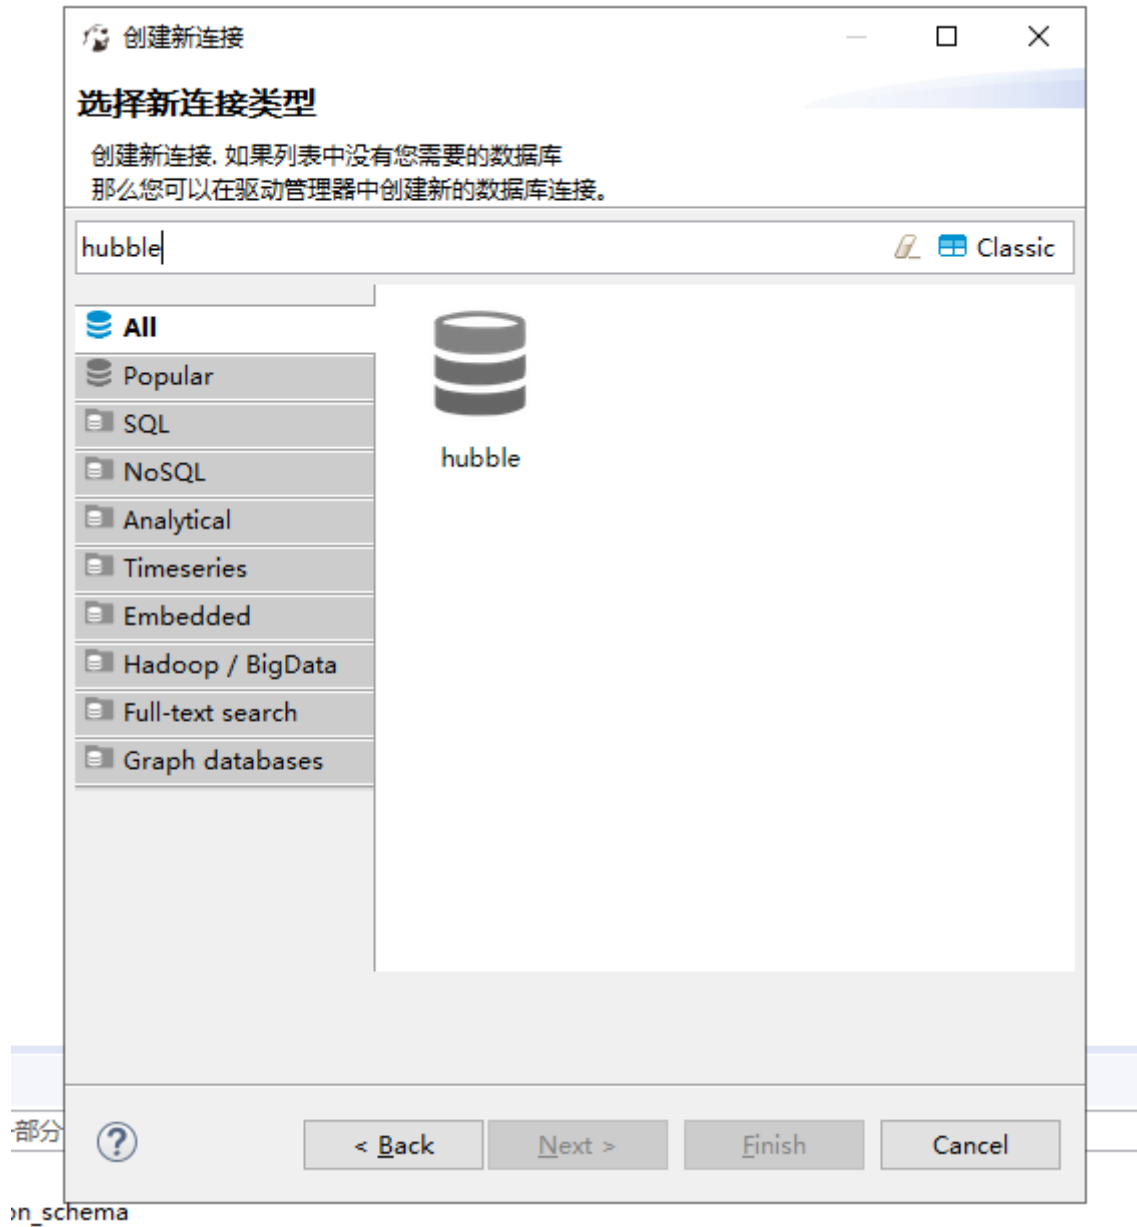 创建新连接
选择新连接类型
创建新连接. 如果列表中没有您需要的数据库
那么您可以在驱动管理器中创建新的数据库连接。
hubble
Classic
All
Popular
SQL
NoSQL
Analytical
Timeseries
Embedded
Hadoop / BigData
Full-text search
Graph databases
hubble
部分
< Back
Next >
Finish
Cancel
on_schema